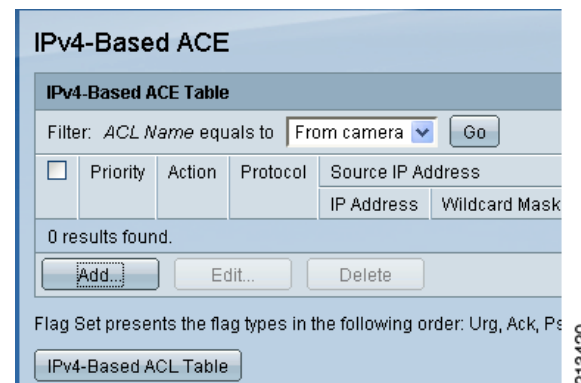 IPv4-Based ACE
IPv4-Based ACE Table
Filter: ACL Name equals to From camera Go
Priority Action Protocol Source IP Address
IP Address Wildcard Mask
0 results found.
Add... Edit... Delete
Flag Set presents the flag types in the following order: Urg, Ack, Ps
IPv4-Based ACL Table